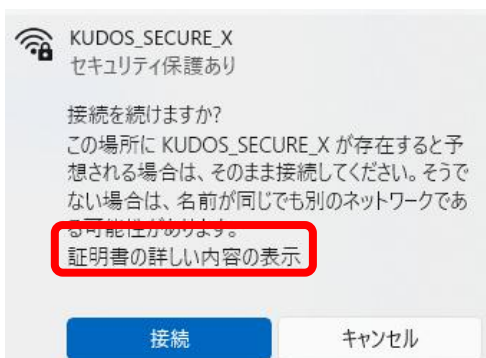 KUDOS_SECURE_X
セキュリティ保護あり
接続を続けますか?
この場所に KUDOS_SECURE_X が存在すると予
想される場合は、そのまま接続してください。そうで
ない場合は、名前が同じでも別のネットワークであ
る可能性があります。
証明書の詳しい内容の表示
接続
キャンセル